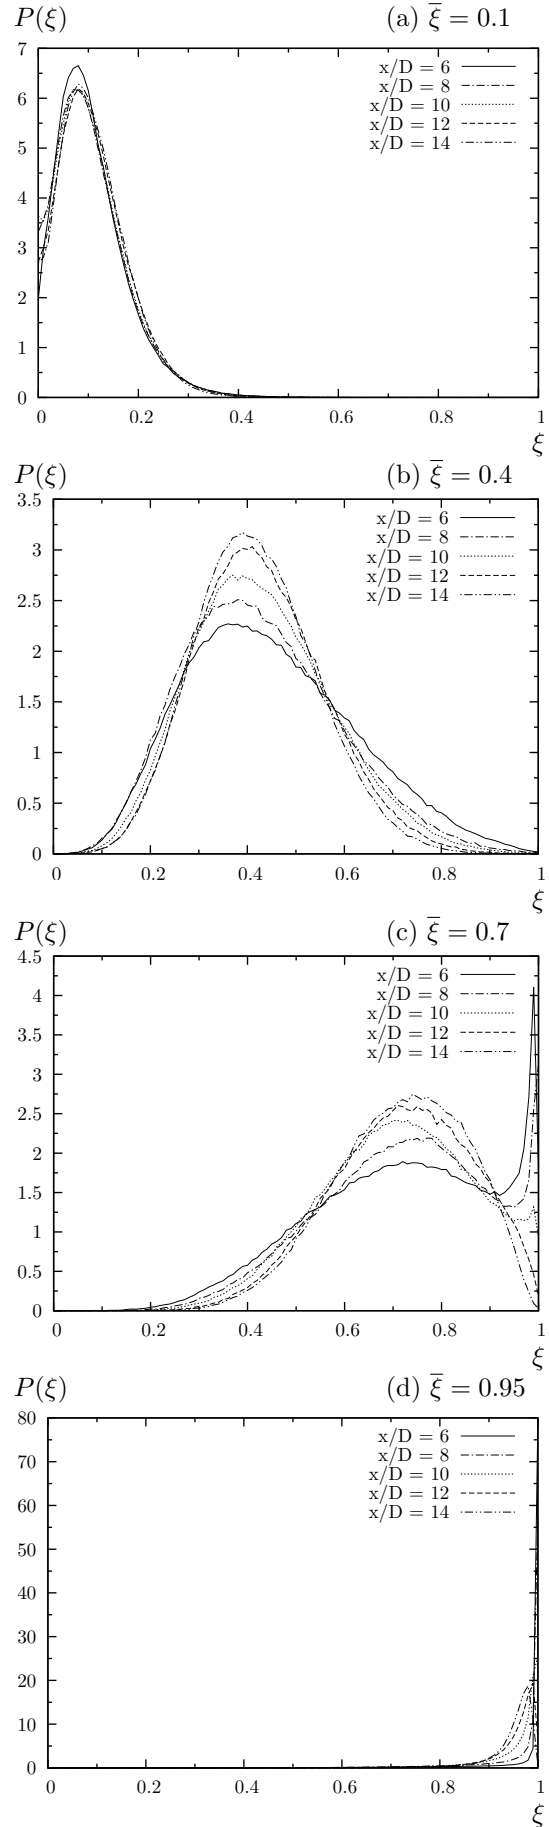 P(ξ) (a) ξ̅ = 0.1
7
6
5
4
3
2
1
0
x/D = 6
x/D = 8
x/D = 10
x/D = 12
x/D = 14
0 0.2 0.4 0.6 0.8 1
ξ
P(ξ) (b) ξ̅ = 0.4
3.5
3
2.5
2
1.5
1
0.5
0
x/D = 6
x/D = 8
x/D = 10
x/D = 12
x/D = 14
0 0.2 0.4 0.6 0.8 1
ξ
P(ξ) (c) ξ̅ = 0.7
4.5
4
3.5
3
2.5
2
1.5
1
0.5
0
x/D = 6
x/D = 8
x/D = 10
x/D = 12
x/D = 14
0 0.2 0.4 0.6 0.8 1
ξ
P(ξ) (d) ξ̅ = 0.95
80
70
60
50
40
30
20
10
0
x/D = 6
x/D = 8
x/D = 10
x/D = 12
x/D = 14
0 0.2 0.4 0.6 0.8 1
ξ